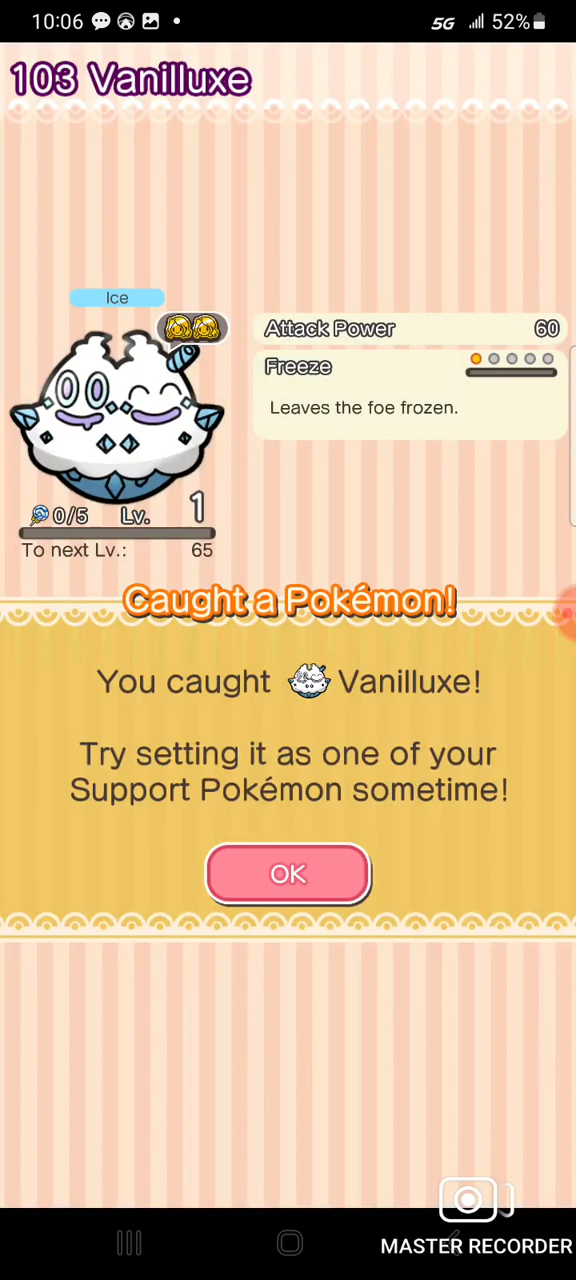 10:06
5G
52%
103 Vanilluxe
Ice
Attack Power 60
Freeze
Leaves the foe frozen.
0/5 Lv. 1
To next Lv.: 65
Caught a Pokémon!
You caught Vanilluxe!
Try setting it as one of your
Support Pokémon sometime!
OK
MASTER RECORDER